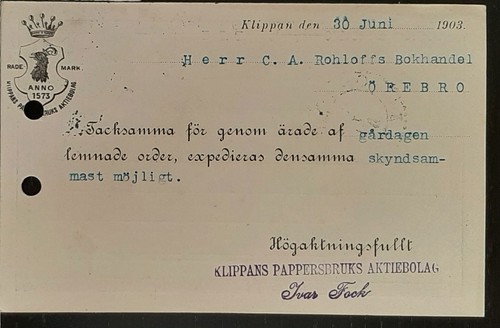 Klippan den 30 Juni 1903.
RADE MARK
ANNO
1573
KLIPPANS PAPPERSBRUKS AKTIEBOLAG
Herr C. A. Rohloffs Bokhandel
ÖREBRO
Tacksamma för genom ärade af gårdagen
lemnade order, expedieras densamma skyndsam-
mast möjligt.
Högaktningsfullt
KLIPPANS PAPPERSBRUKS AKTIEBOLAG
Ivar Fock